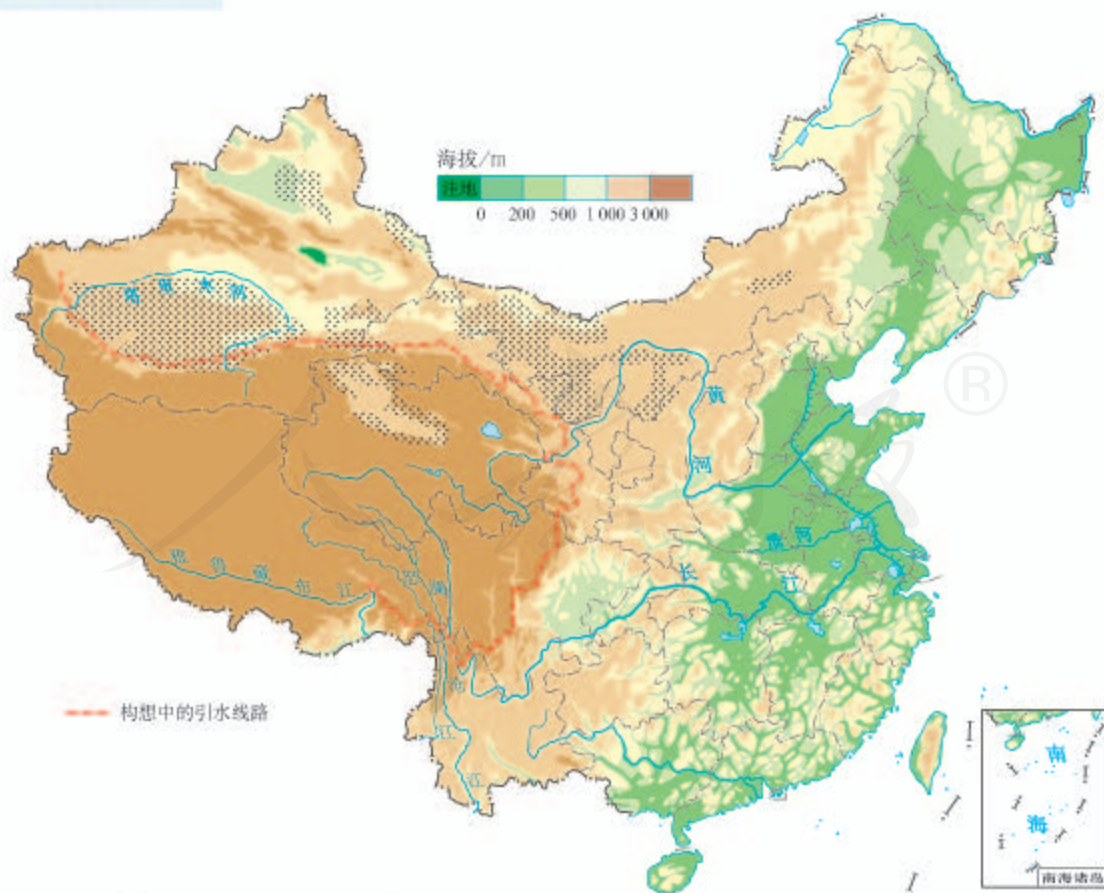 海拔/m
洼地
0 200 500 1 000 3 000
塔里木河
黄
河
淮河
长
江
雅鲁藏布江
怒
澜
沧
江
江
构想中的引水线路
南
海
南海诸岛
®